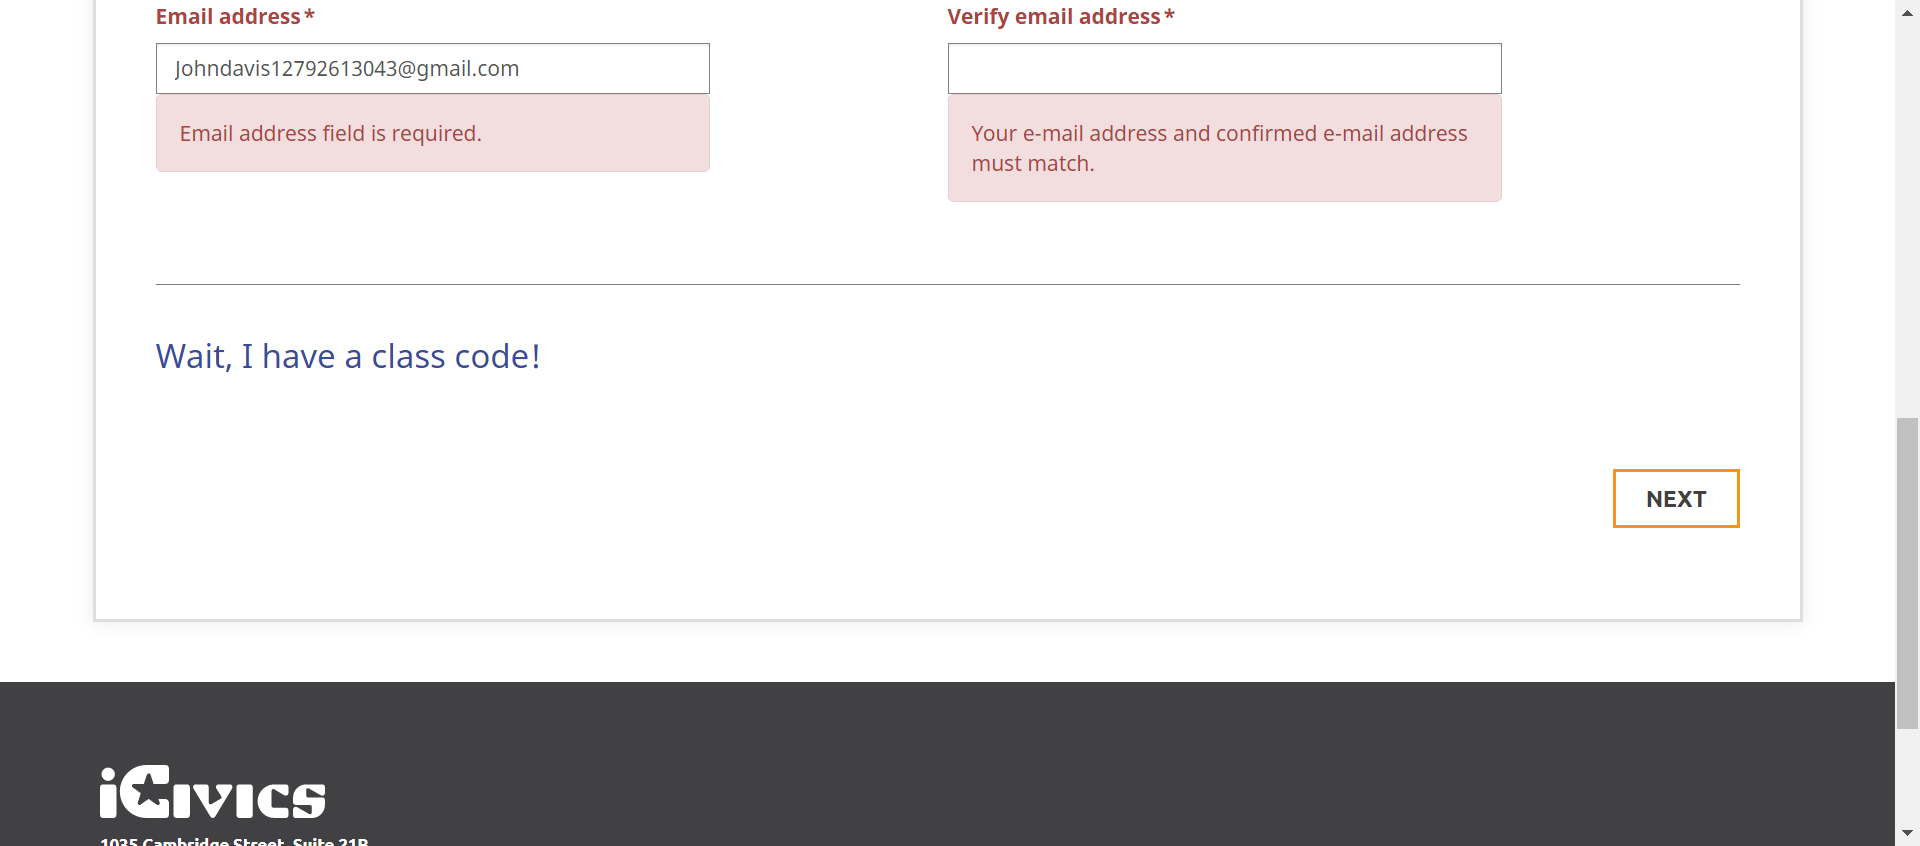 Email address*
Verify email address*
Johndavis12792613043@gmail.com
Email address field is required.
Your e-mail address and confirmed e-mail address
must match.
Wait, I have a class code!
NEXT
iCivics
1035 Cambridge Street, Suite 21B